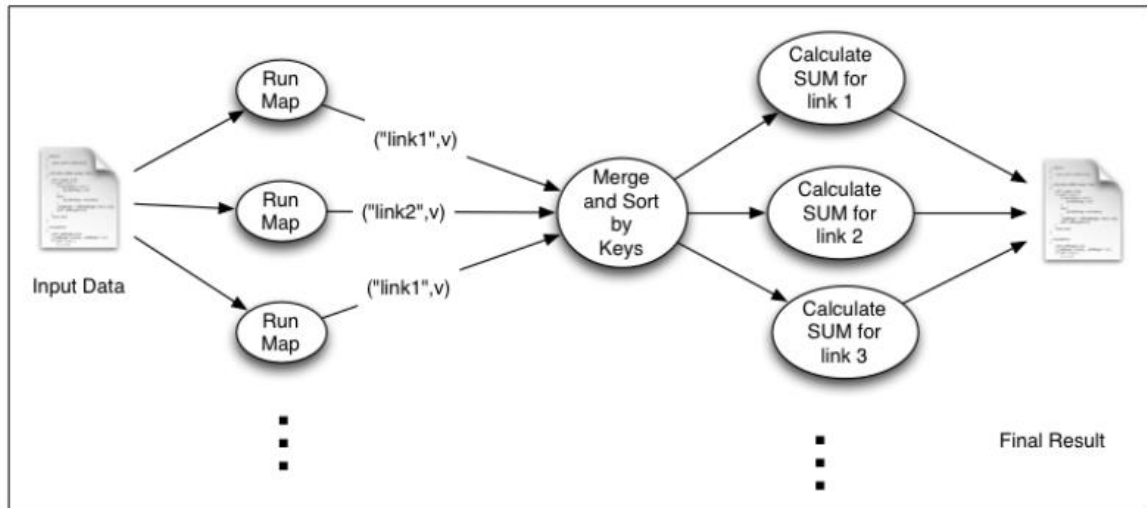 Run
Map
("link1",v)
Run
Map
("link2",v)
Run
Map
("link1",v)
Input Data
Merge
and Sort
by
Keys
Calculate
SUM for
link 1
Calculate
SUM for
link 2
Calculate
SUM for
link 3
Final Result